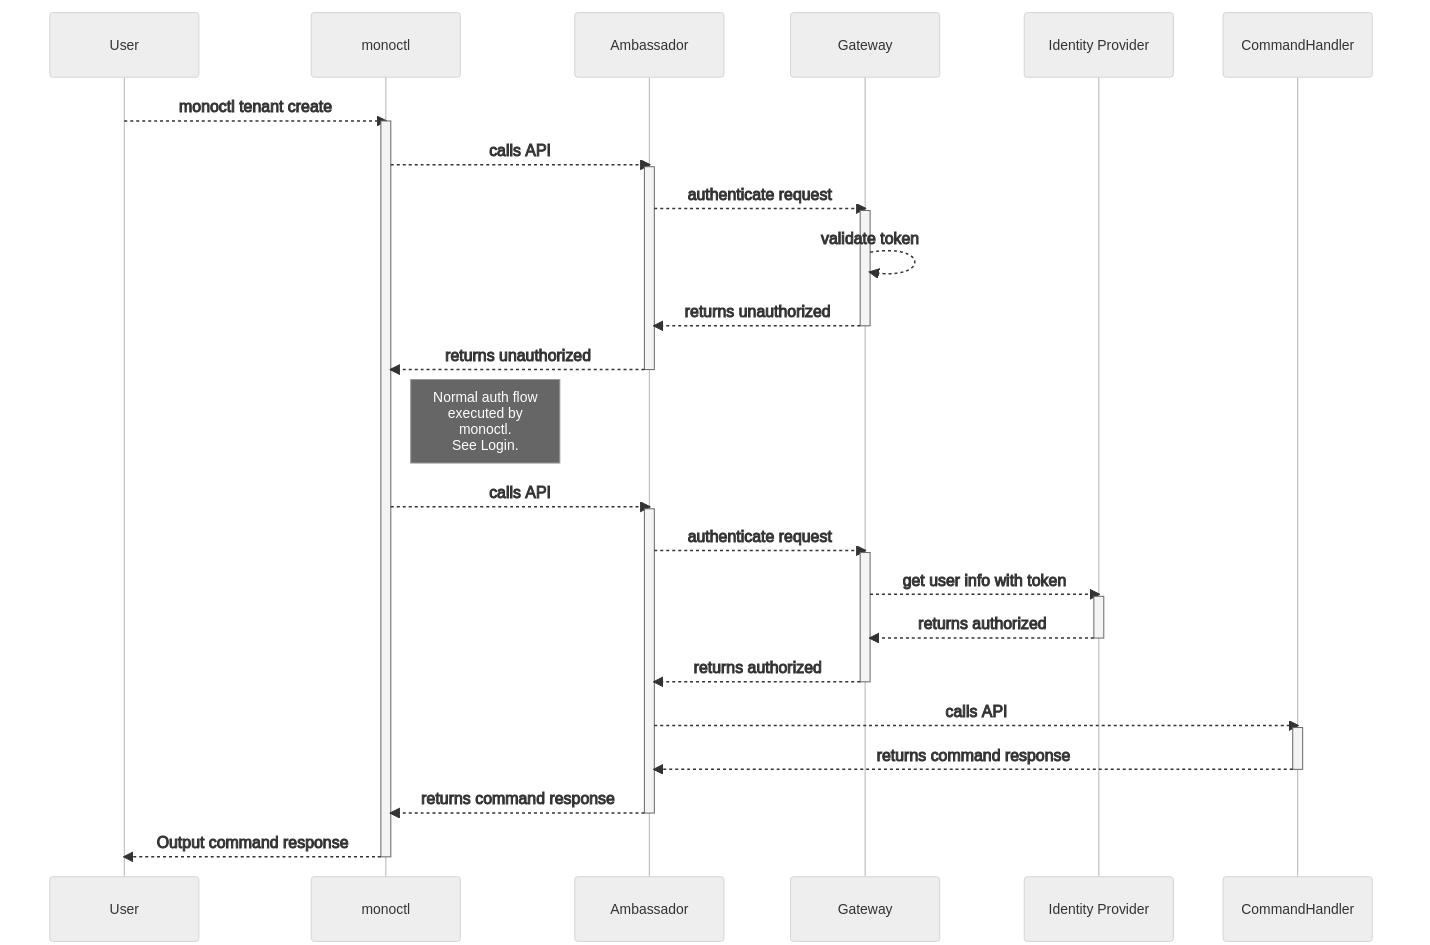 User
monoctl
Ambassador
Gateway
Identity Provider
CommandHandler
monoctl tenant create
calls API
authenticate request
validate token
returns unauthorized
returns unauthorized
Normal auth flow
executed by
monoctl.
See Login.
calls API
authenticate request
get user info with token
returns authorized
returns authorized
calls API
returns command response
returns command response
Output command response
User
monoctl
Ambassador
Gateway
Identity Provider
CommandHandler